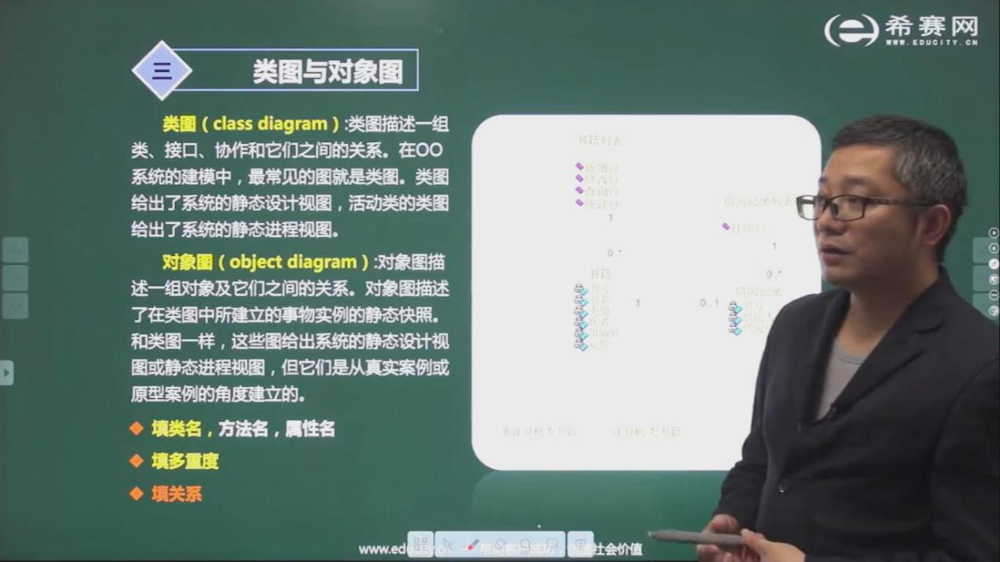 希赛网
WWW.EDUCITY.CN
三
类图与对象图
类图（class diagram）:类图描述一组
类、接口、协作和它们之间的关系。在OO
系统的建模中，最常见的图就是类图。类图
给出了系统的静态设计视图，活动类的类图
给出了系统的静态进程视图。
对象图（object diagram）:对象图描
述一组对象及它们之间的关系。对象图描述
了在类图中所建立的事物实例的静态快照。
和类图一样，这些图给出系统的静态设计视
图或静态进程视图，但它们是从真实案例或
原型案例的角度建立的。
填类名，方法名，属性名
填多重度
填关系
书籍列表
新增()
修改()
查询()
统计()
1
0..*
书籍
书号
书名
类别
作者
出版社
定价
1
0..1
借阅记录列表
打印()
1
0..*
借阅记录
书号
非计算机类书籍
计算机类书籍
www.educity.cn
社会价值